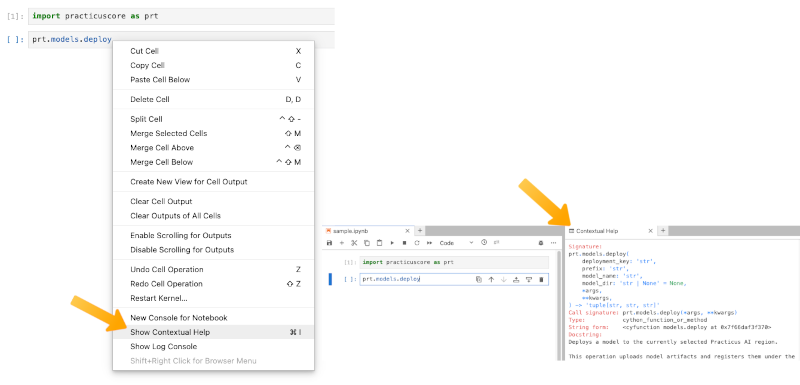 [1]: import practicuscore as prt
[ ]: prt.models.deploy
Cut Cell X
Copy Cell C
Paste Cell Below V
Delete Cell D, D
Split Cell ^ ⇧ -
Merge Selected Cells ⇧ M
Merge Cell Above ^ ⌫
Merge Cell Below ^ ⇧ M
Create New View for Cell Output
Clear Cell Output
Clear Outputs of All Cells
Enable Scrolling for Outputs
Disable Scrolling for Outputs
Undo Cell Operation Z
Redo Cell Operation ⇧ Z
Restart Kernel...
New Console for Notebook
Show Contextual Help ⌘ I
Show Log Console
Shift+Right Click for Browser Menu
sample.ipynb
Code
git
[1]: import practicuscore as prt
[ ]: prt.models.deploy
Contextual Help
Signature:
prt.models.deploy(
deployment_key: 'str',
prefix: 'str',
model_name: 'str',
model_dir: 'str | None' = None,
*args,
**kwargs,
) -> 'tuple[str, str, str]'
Call signature: prt.models.deploy(*args, **kwargs)
Type: cython_function_or_method
String form: <cyfunction models.deploy at 0x7f66daf3f370>
Docstring:
Deploys a model to the currently selected Practicus AI region.
This operation uploads model artifacts and registers them under the